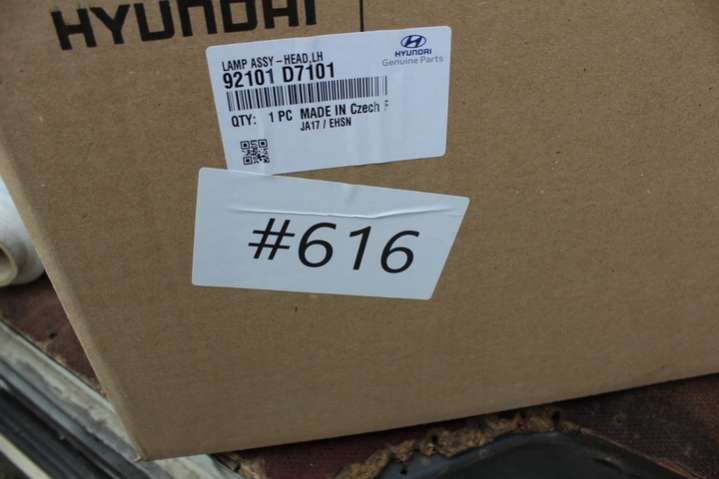 HYUNDAI
LAMP ASSY-HEAD,LH
92101 D7101
HYUNDAI
Genuine Parts
QTY: 1 PC MADE IN Czech
JA17 / EHSN
#616